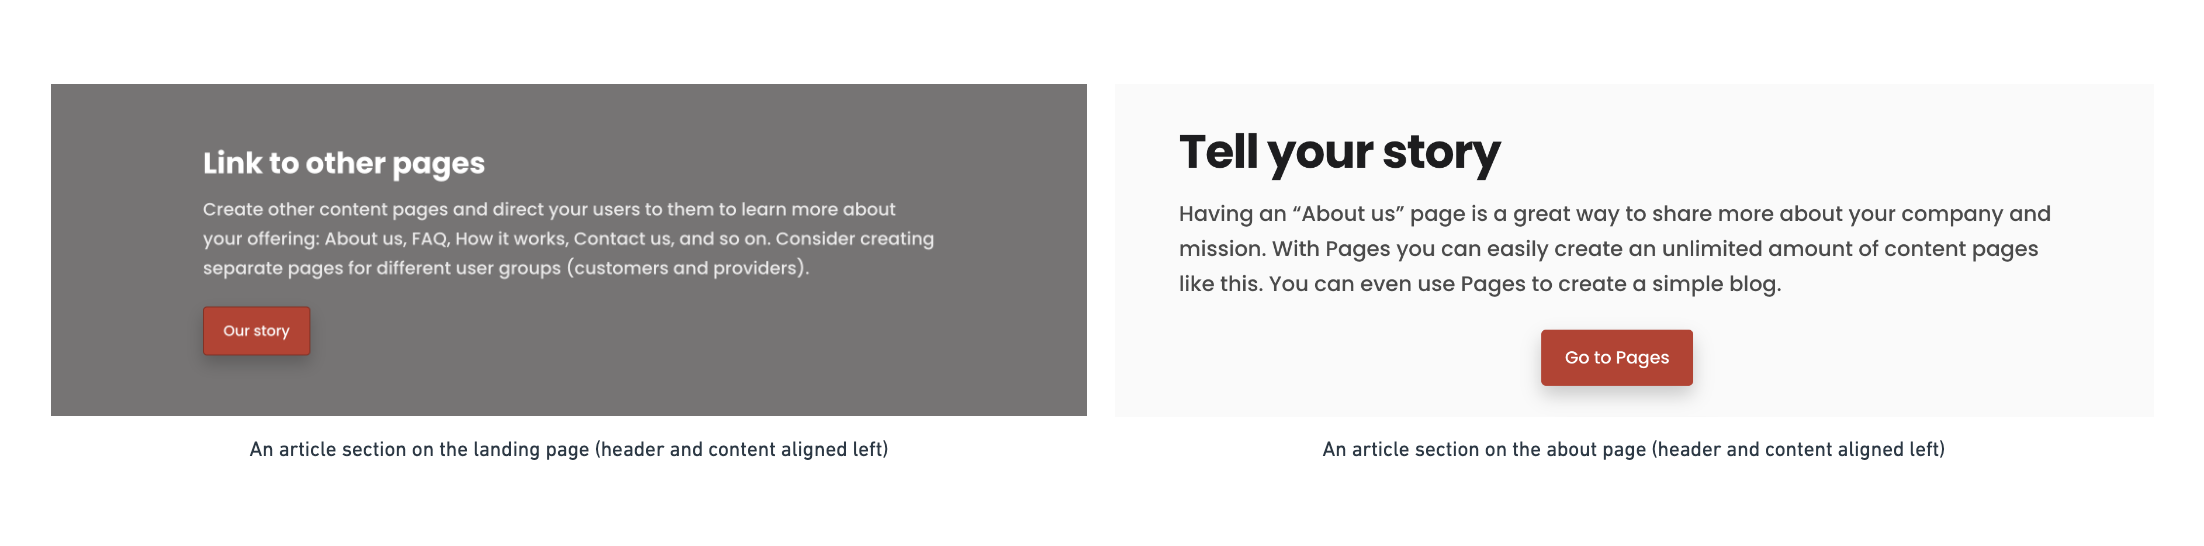 Link to other pages
Create other content pages and direct your users to them to learn more about
your offering: About us, FAQ, How it works, Contact us, and so on. Consider creating
separate pages for different user groups (customers and providers).
Our story
An article section on the landing page (header and content aligned left)
Tell your story
Having an “About us” page is a great way to share more about your company and
mission. With Pages you can easily create an unlimited amount of content pages
like this. You can even use Pages to create a simple blog.
Go to Pages
An article section on the about page (header and content aligned left)